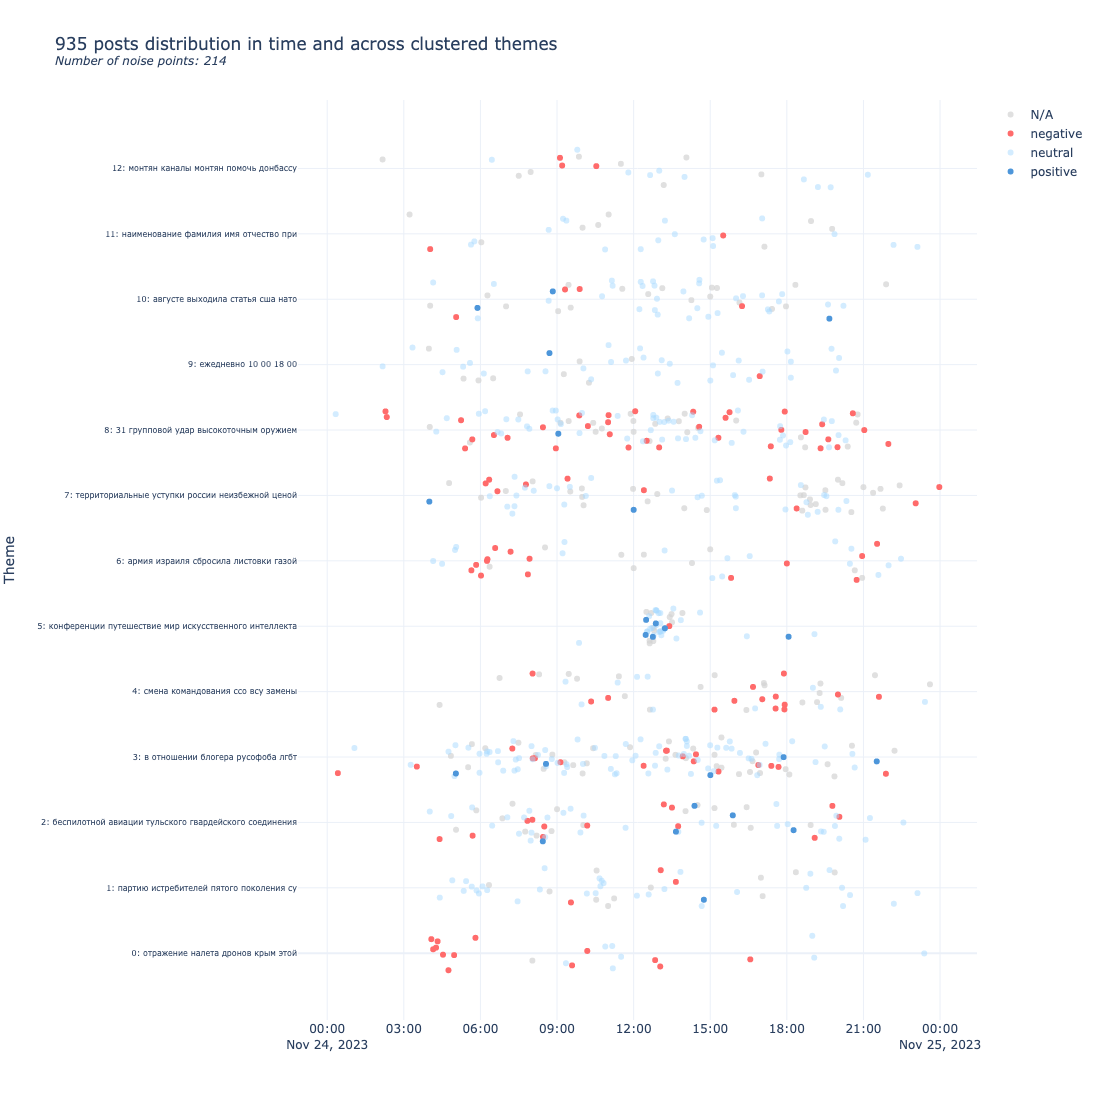 935 posts distribution in time and across clustered themes
Number of noise points: 214
N/A
negative
neutral
positive
Theme
12: монтян каналы монтян помочь донбассу
11: наименование фамилия имя отчество при
10: августе выходила статья сша нато
9: ежедневно 10 00 18 00
8: 31 групповой удар высокоточным оружием
7: территориальные уступки россии неизбежной ценой
6: армия израиля сбросила листовки газой
5: конференции путешествие мир искусственного интеллекта
4: смена командования ссо всу замены
3: в отношении блогера русофоба лгбт
2: беспилотной авиации тульского гвардейского соединения
1: партию истребителей пятого поколения су
0: отражение налета дронов крым этой
00:00 03:00 06:00 09:00 12:00 15:00 18:00 21:00 00:00
Nov 24, 2023 Nov 25, 2023